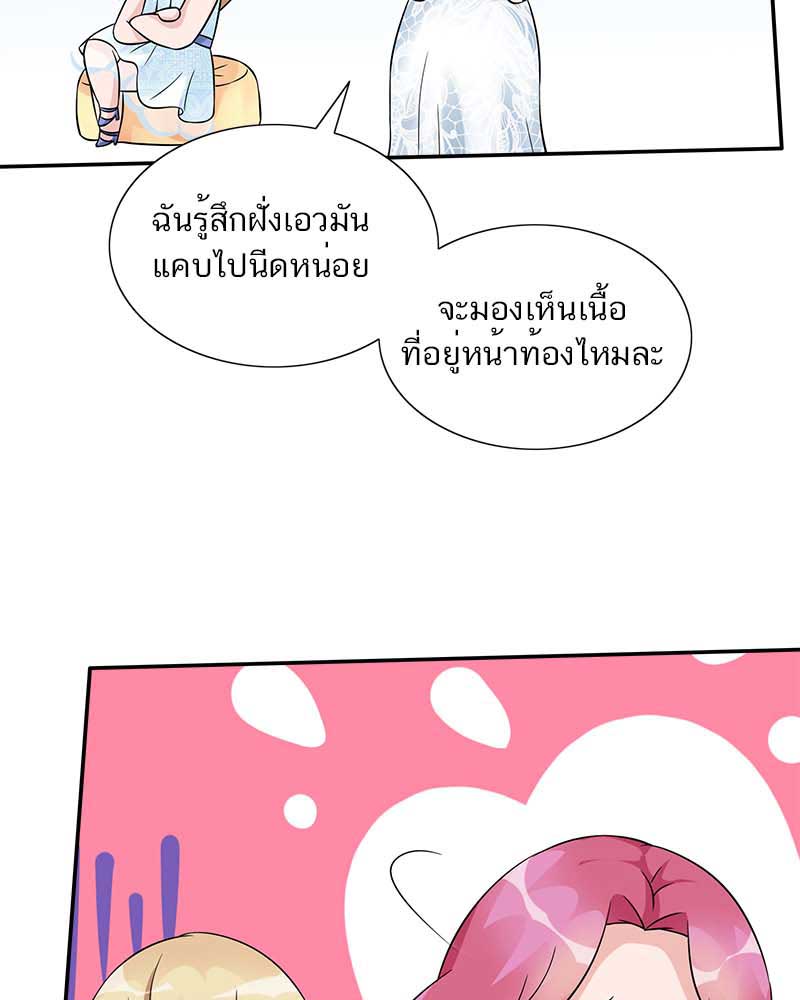 ฉันรู้สึกฝั่งเอวมัน
แคบไปนีดหน่อย
จะมองเห็นเนื้อ
ที่อยู่หน้าท้องไหมละ